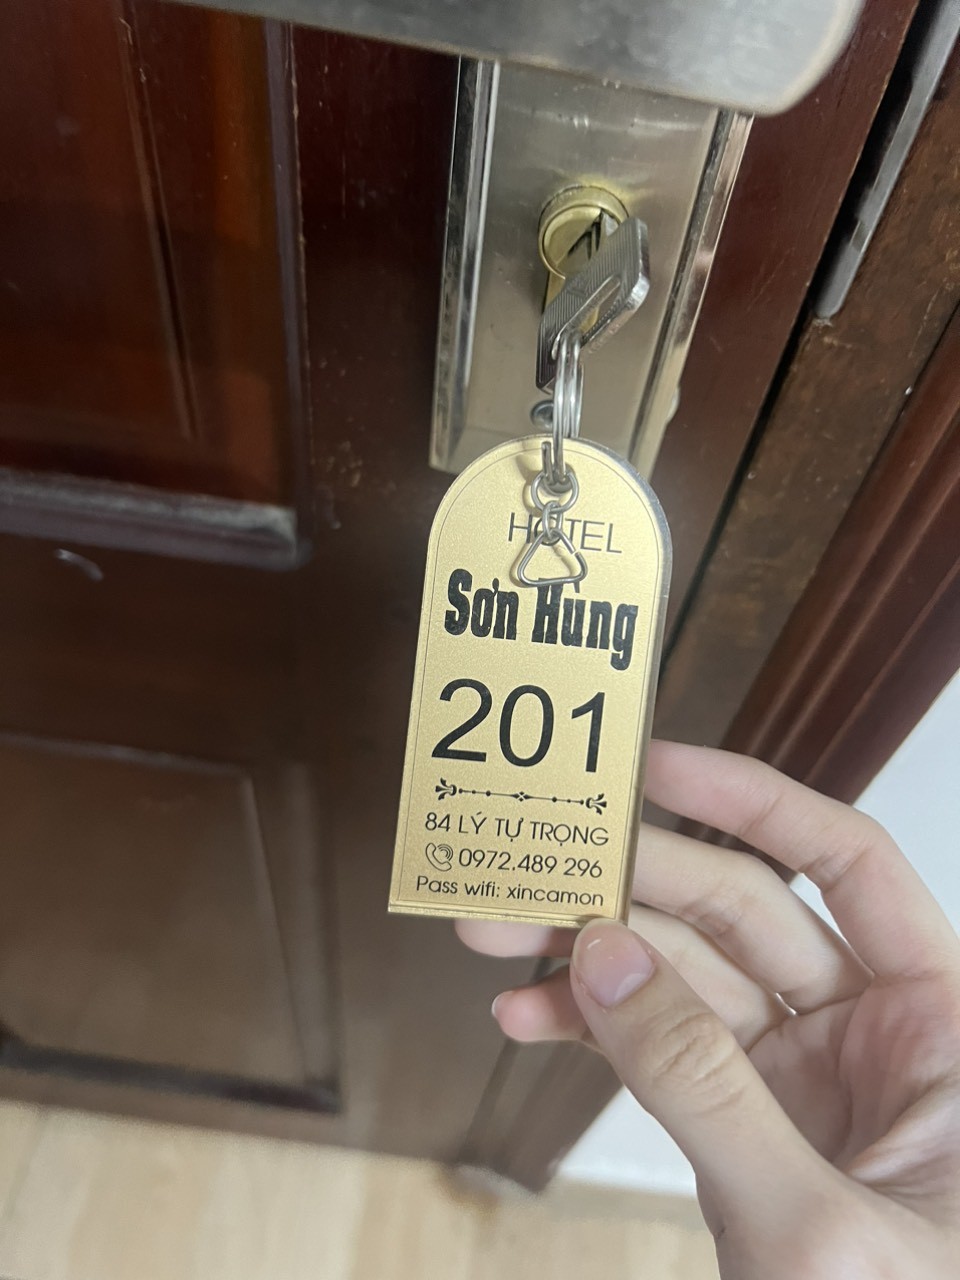 HOTEL
Sơn Hùng
201
84 LÝ TỰ TRỌNG
0972.489 296
Pass wifi: xincamon